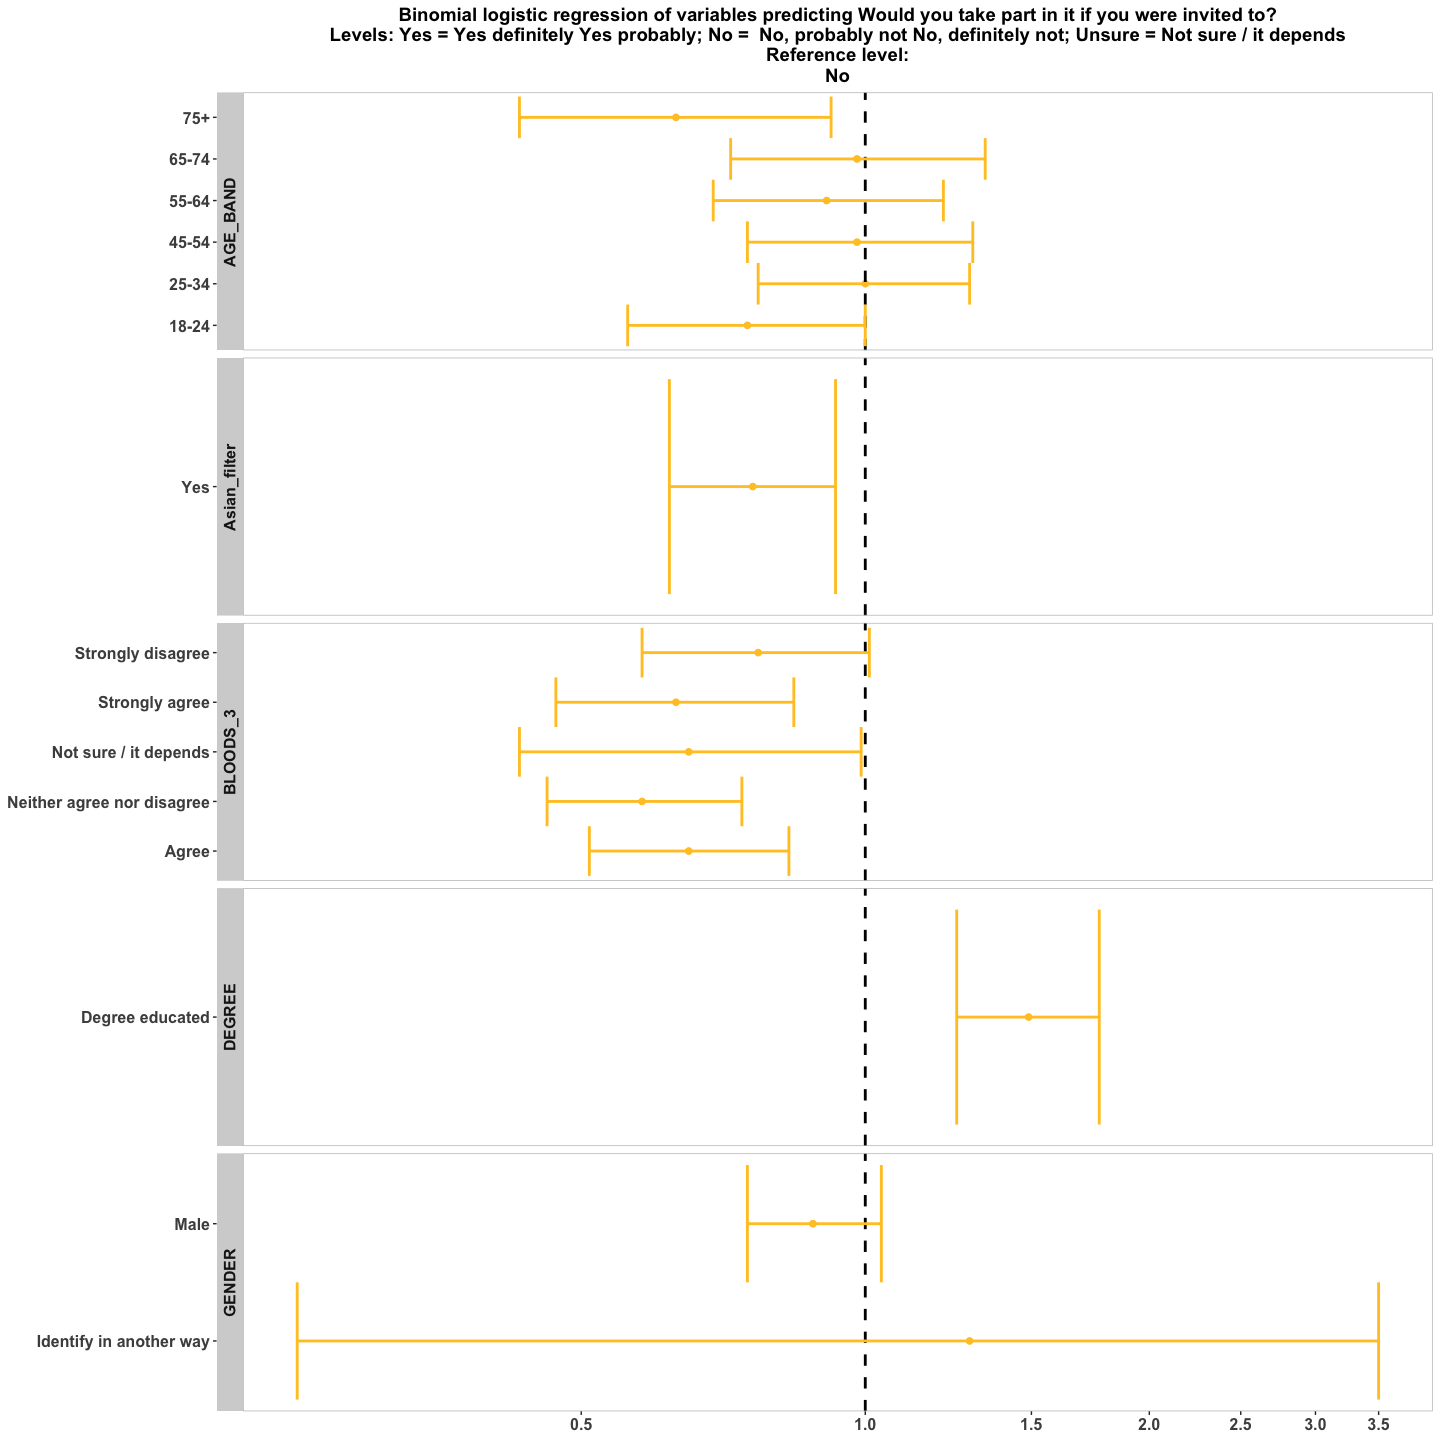 Binomial logistic regression of variables predicting Would you take part in it if you were invited to?
Levels: Yes = Yes definitely Yes probably; No =  No, probably not No, definitely not; Unsure = Not sure / it depends
Reference level:
No
AGE_BAND
75+
65-74
55-64
45-54
25-34
18-24
Asian_filter
Yes
BLOODS_3
Strongly disagree
Strongly agree
Not sure / it depends
Neither agree nor disagree
Agree
DEGREE
Degree educated
GENDER
Male
Identify in another way
0.5 1.0 1.5 2.0 2.5 3.0 3.5